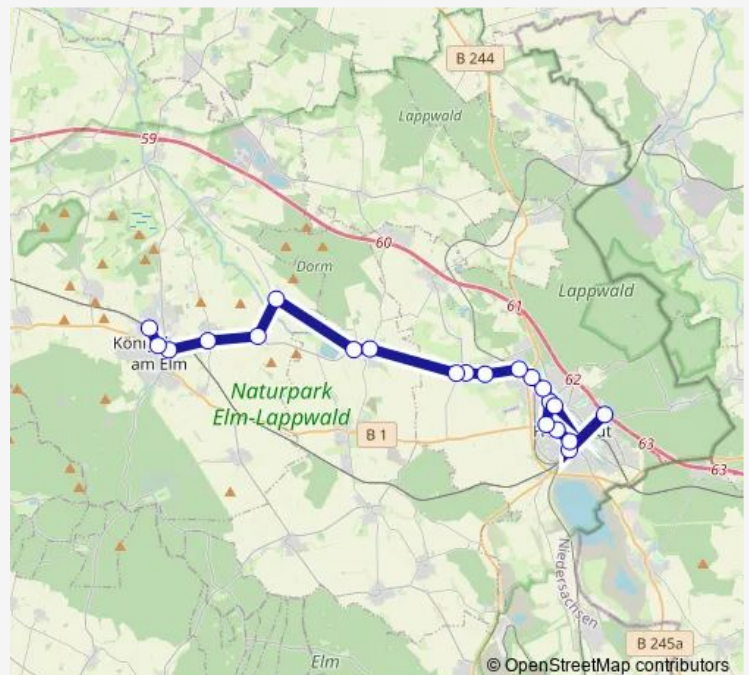 B 244
Lappwald
59
60
Dorm
Lappwald
61
Köni
am Elm
62
Naturpark
Elm-Lappwald
B 1
63
63
Niedersachsen
B 245a
Elm
© OpenStreetMap contributors